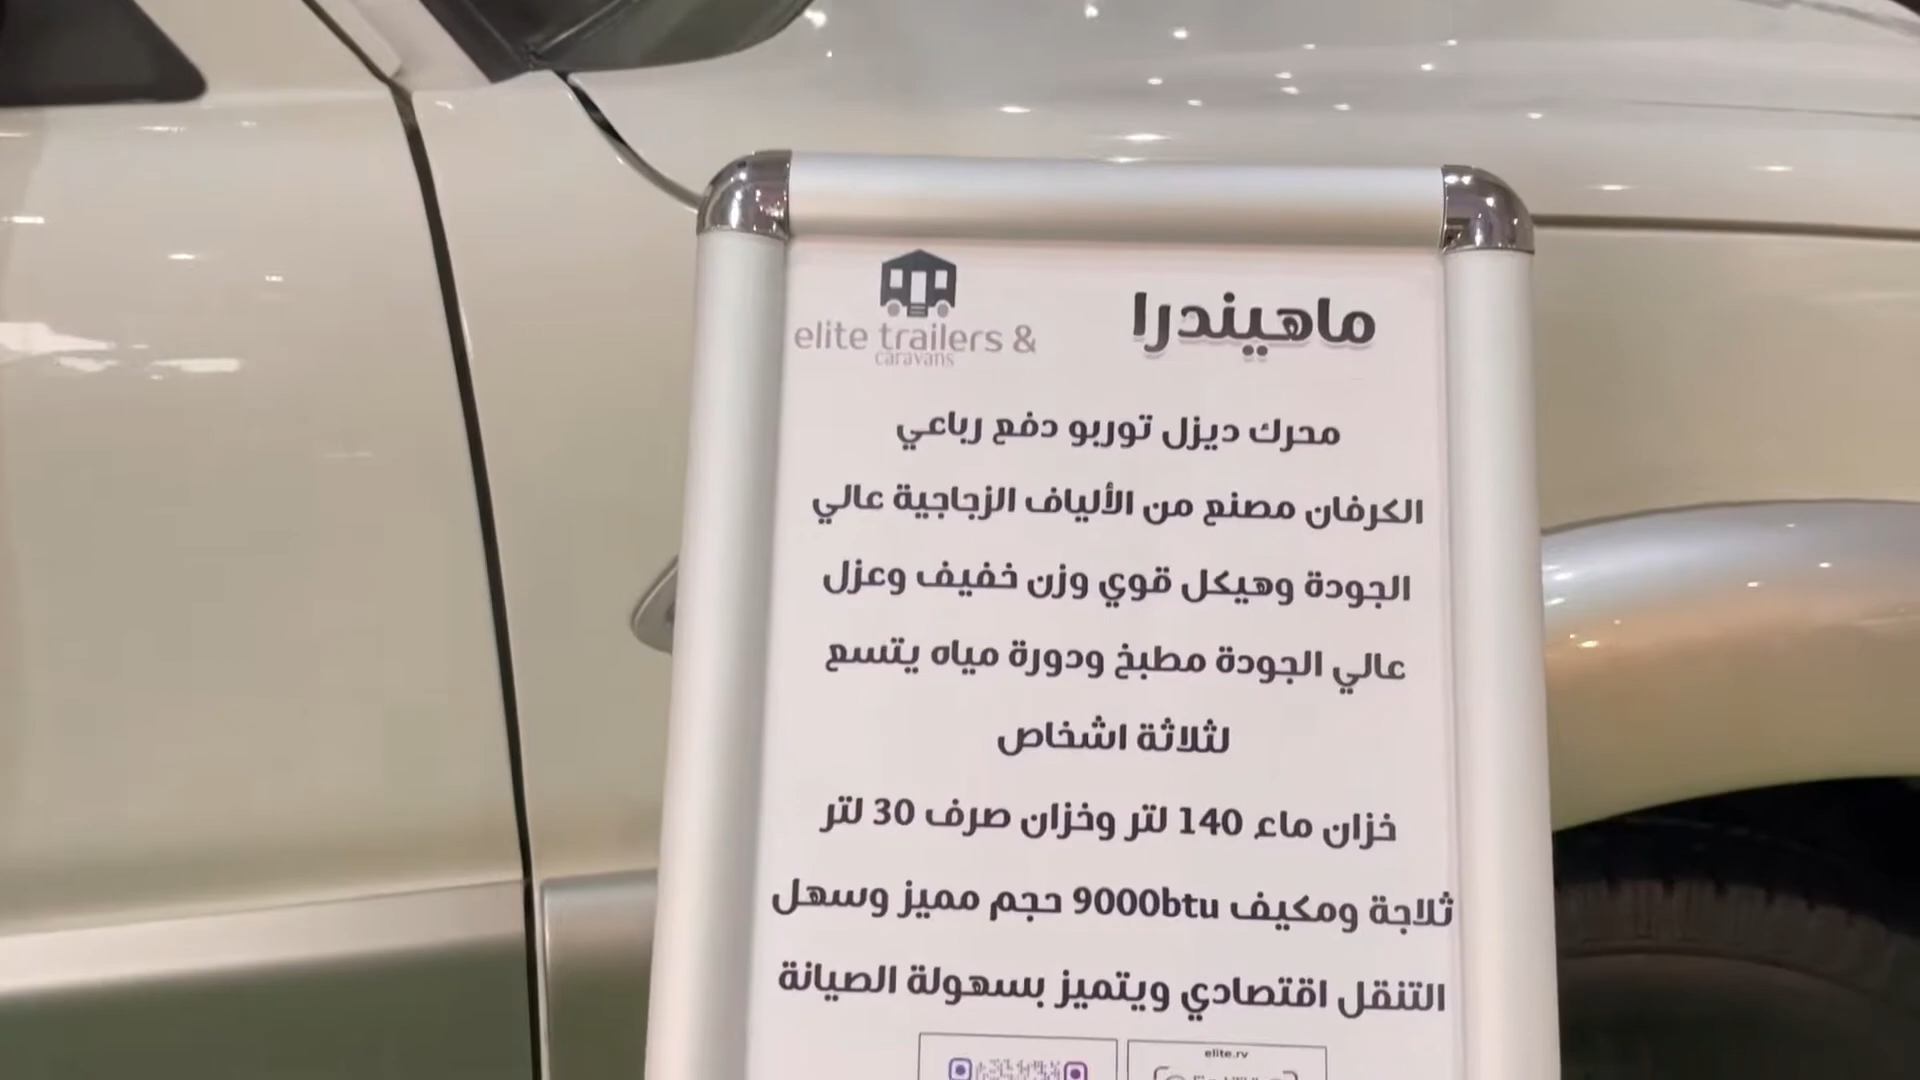 ماهيندرا
elite trailers &
caravans
محرك ديزل توربو دفع رباعي
الكرفان مصنع من الألياف الزجاجية عالي
الجودة وهيكل قوي وزن خفيف وعزل
عالي الجودة مطبخ ودورة مياه يتسع
لثلاثة اشخاص
خزان ماء 140 لتر وخزان صرف 30 لتر
ثلاجة ومكيف 9000btu حجم مميز وسهل
التنقل اقتصادي ويتميز بسهولة الصيانة
elite.rv